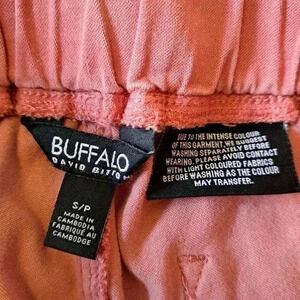 BUFFALO
DAVID BITTON
S/P
MADE IN
CAMBODIA
FABRIQUÉ AU
CAMBODGE
DUE TO THE INTENSE COLOUR
OF THIS GARMENT, WE SUGGEST
WASHING SEPARATELY BEFORE
WEARING. PLEASE AVOID CONTACT
WITH LIGHT COLOURED FABRICS
BEFORE WASHING AS THE COLOUR
MAY TRANSFER.